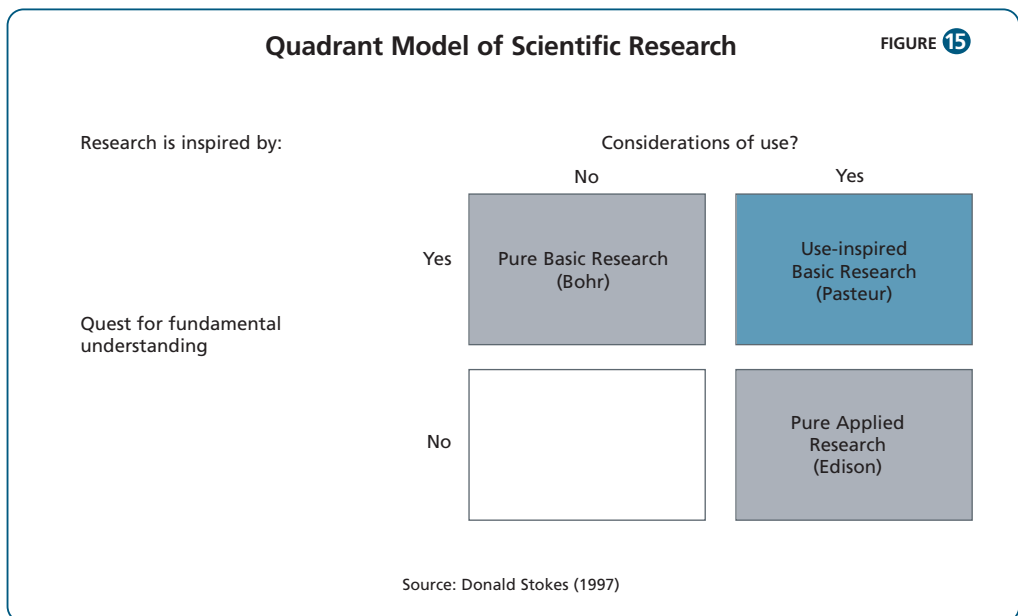 Quadrant Model of Scientific Research
FIGURE 15
Research is inspired by:
Considerations of use?
No
Yes
Yes
Pure Basic Research
(Bohr)
Use-inspired
Basic Research
(Pasteur)
Quest for fundamental
understanding
No
Pure Applied
Research
(Edison)
Source: Donald Stokes (1997)